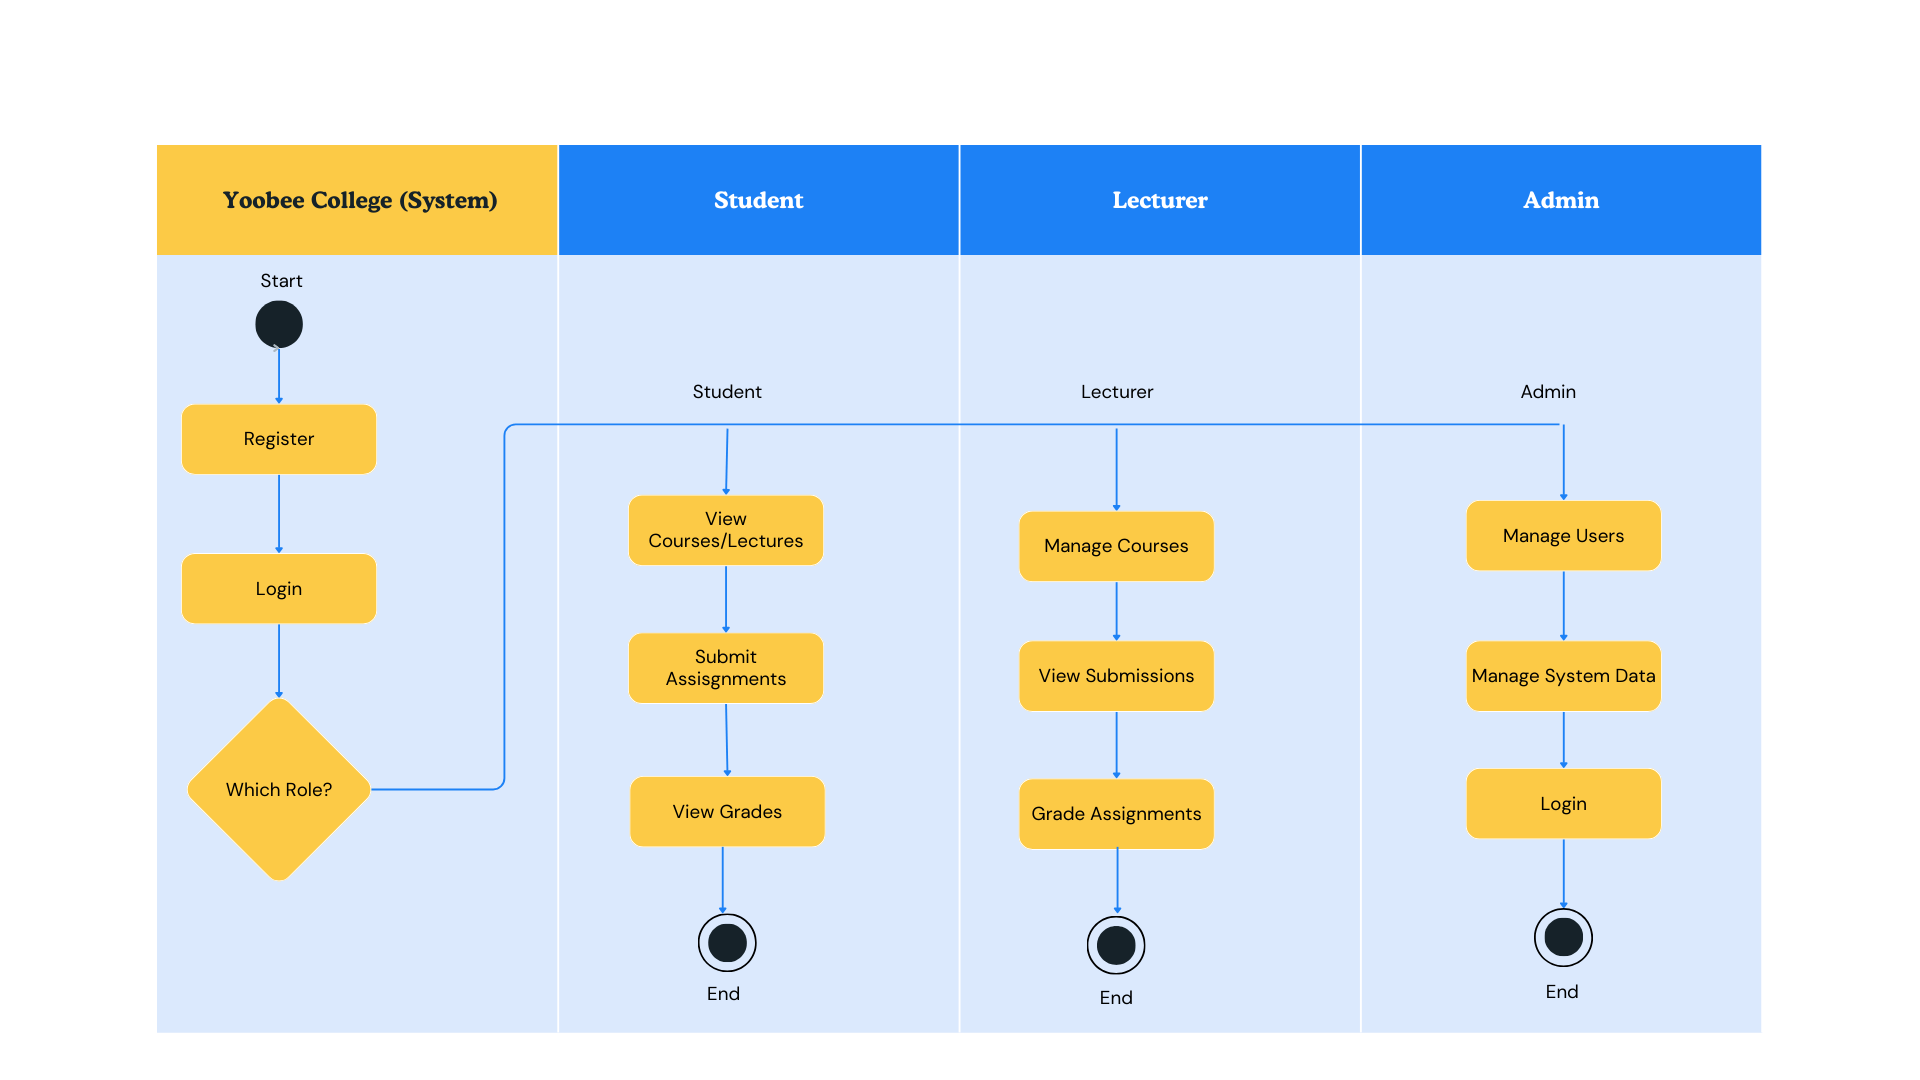 Yoobee College (System)
Student
Lecturer
Admin
Start
Register
Login
Which Role?
Student
View
Courses/Lectures
Submit
Assisgnments
View Grades
End
Lecturer
Manage Courses
View Submissions
Grade Assignments
End
Admin
Manage Users
Manage System Data
Login
End